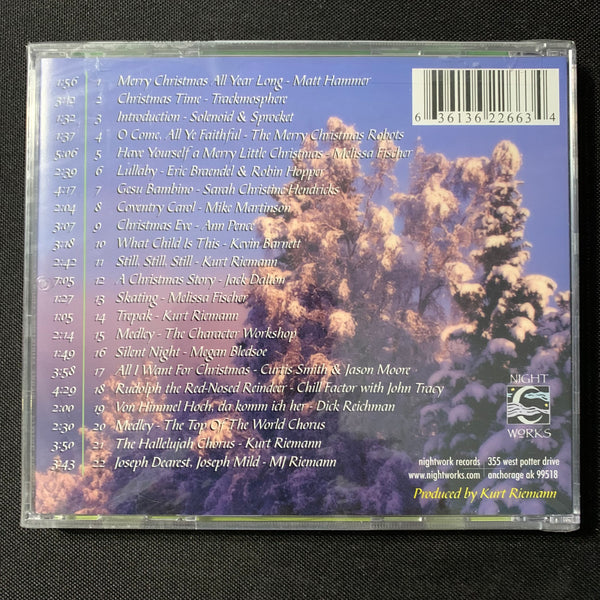 1:56 1 Merry Christmas All Year Long - Matt Hammer
3:12 2 Christmas Time - Trackmosphere
1:32 3 Introduction - Solenoid & Sprocket
1:37 4 O Come, All Ye Faithful - The Merry Christmas Robots
5:06 5 Have Yourself a Merry Little Christmas - Melissa Fischer
2:39 6 Lullaby - Eric Braendel & Robin Hopper
4:17 7 Gesu Bambino - Sarah Christine Hendricks
2:04 8 Coventry Carol - Mike Martinson
3:07 9 Christmas Eve - Ann Pence
3:18 10 What Child Is This - Kevin Barnett
2:42 11 Still, Still, Still - Kurt Riemann
7:05 12 A Christmas Story - Jack Dalton
1:27 13 Skating - Melissa Fischer
1:05 14 Trepak - Kurt Riemann
2:14 15 Medley - The Character Workshop
1:49 16 Silent Night - Megan Bledsoe
3:58 17 All I Want For Christmas - Curtis Smith & Jason Moore
4:29 18 Rudolph the Red-Nosed Reindeer - Chill Factor with John Tracy
2:00 19 Von Himmel Hoch, da komm ich her - Dick Reichman
2:30 20 Medley - The Top Of The World Chorus
3:50 21 The Hallelujah Chorus - Kurt Riemann
3:43 22 Joseph Dearest, Joseph Mild - MJ Riemann
6 36136 22663 4
NIGHT
WORKS
nightwork records | 355 west potter drive
www.nightworks.com | anchorage ak 99518
Produced by Kurt Riemann